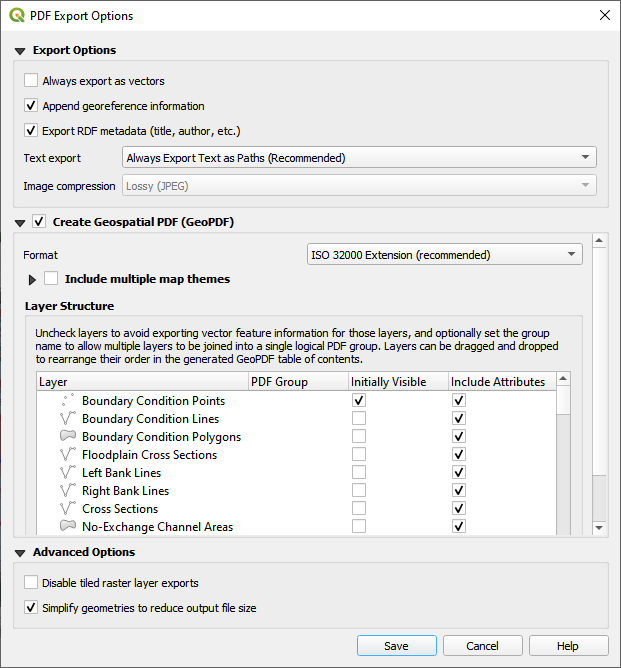 PDF Export Options
Export Options
Always export as vectors
Append georeference information
Export RDF metadata (title, author, etc.)
Text export Always Export Text as Paths (Recommended)
Image compression Lossy (JPEG)
Create Geospatial PDF (GeoPDF)
Format ISO 32000 Extension (recommended)
Include multiple map themes
Layer Structure
Uncheck layers to avoid exporting vector feature information for those layers, and optionally set the group
name to allow multiple layers to be joined into a single logical PDF group. Layers can be dragged and dropped
to rearrange their order in the generated GeoPDF table of contents.
Layer PDF Group Initially Visible Include Attributes
Boundary Condition Points
Boundary Condition Lines
Boundary Condition Polygons
Floodplain Cross Sections
Left Bank Lines
Right Bank Lines
Cross Sections
No-Exchange Channel Areas
Advanced Options
Disable tiled raster layer exports
Simplify geometries to reduce output file size
Save Cancel Help